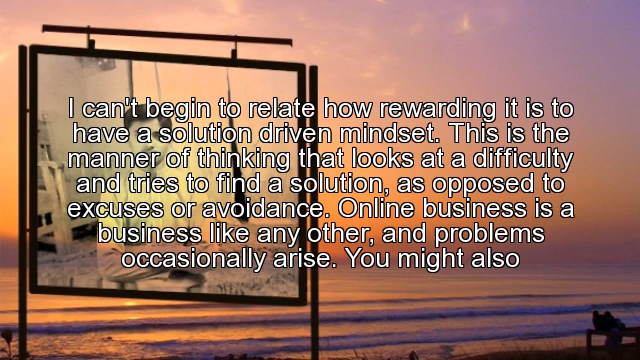 I can't begin to relate how rewarding it is to
have a solution driven mindset. This is the
manner of thinking that looks at a difficulty
and tries to find a solution, as opposed to
excuses or avoidance. Online business is a
business like any other, and problems
occasionally arise. You might also